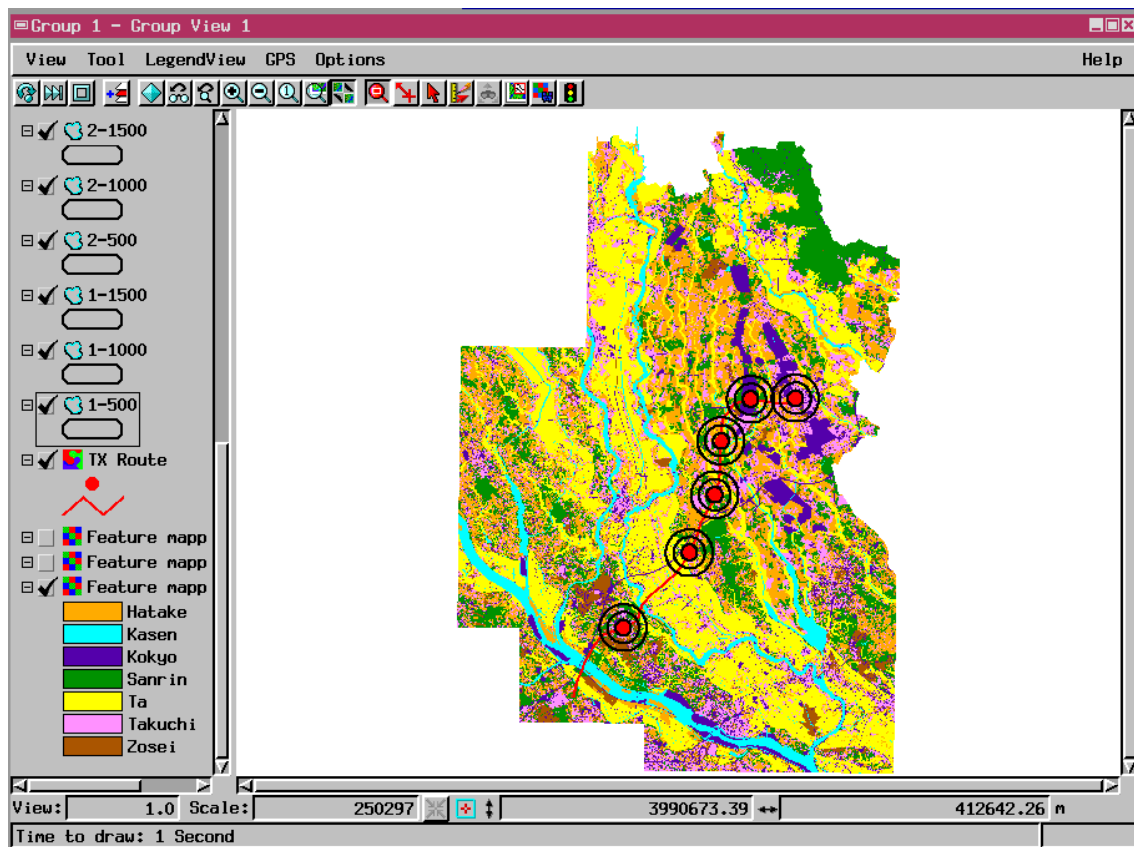 Group 1 - Group View 1
View Tool LegendView GPS Options Help
1
2-1500
2-1000
2-500
1-1500
1-1000
1-500
TX Route
Feature mapp
Feature mapp
Feature mapp
Hatake
Kasen
Kokyo
Sanrin
Ta
Takuchi
Zosei
View: 1.0 Scale: 250297 3990673.39 412642.26 m
Time to draw: 1 Second